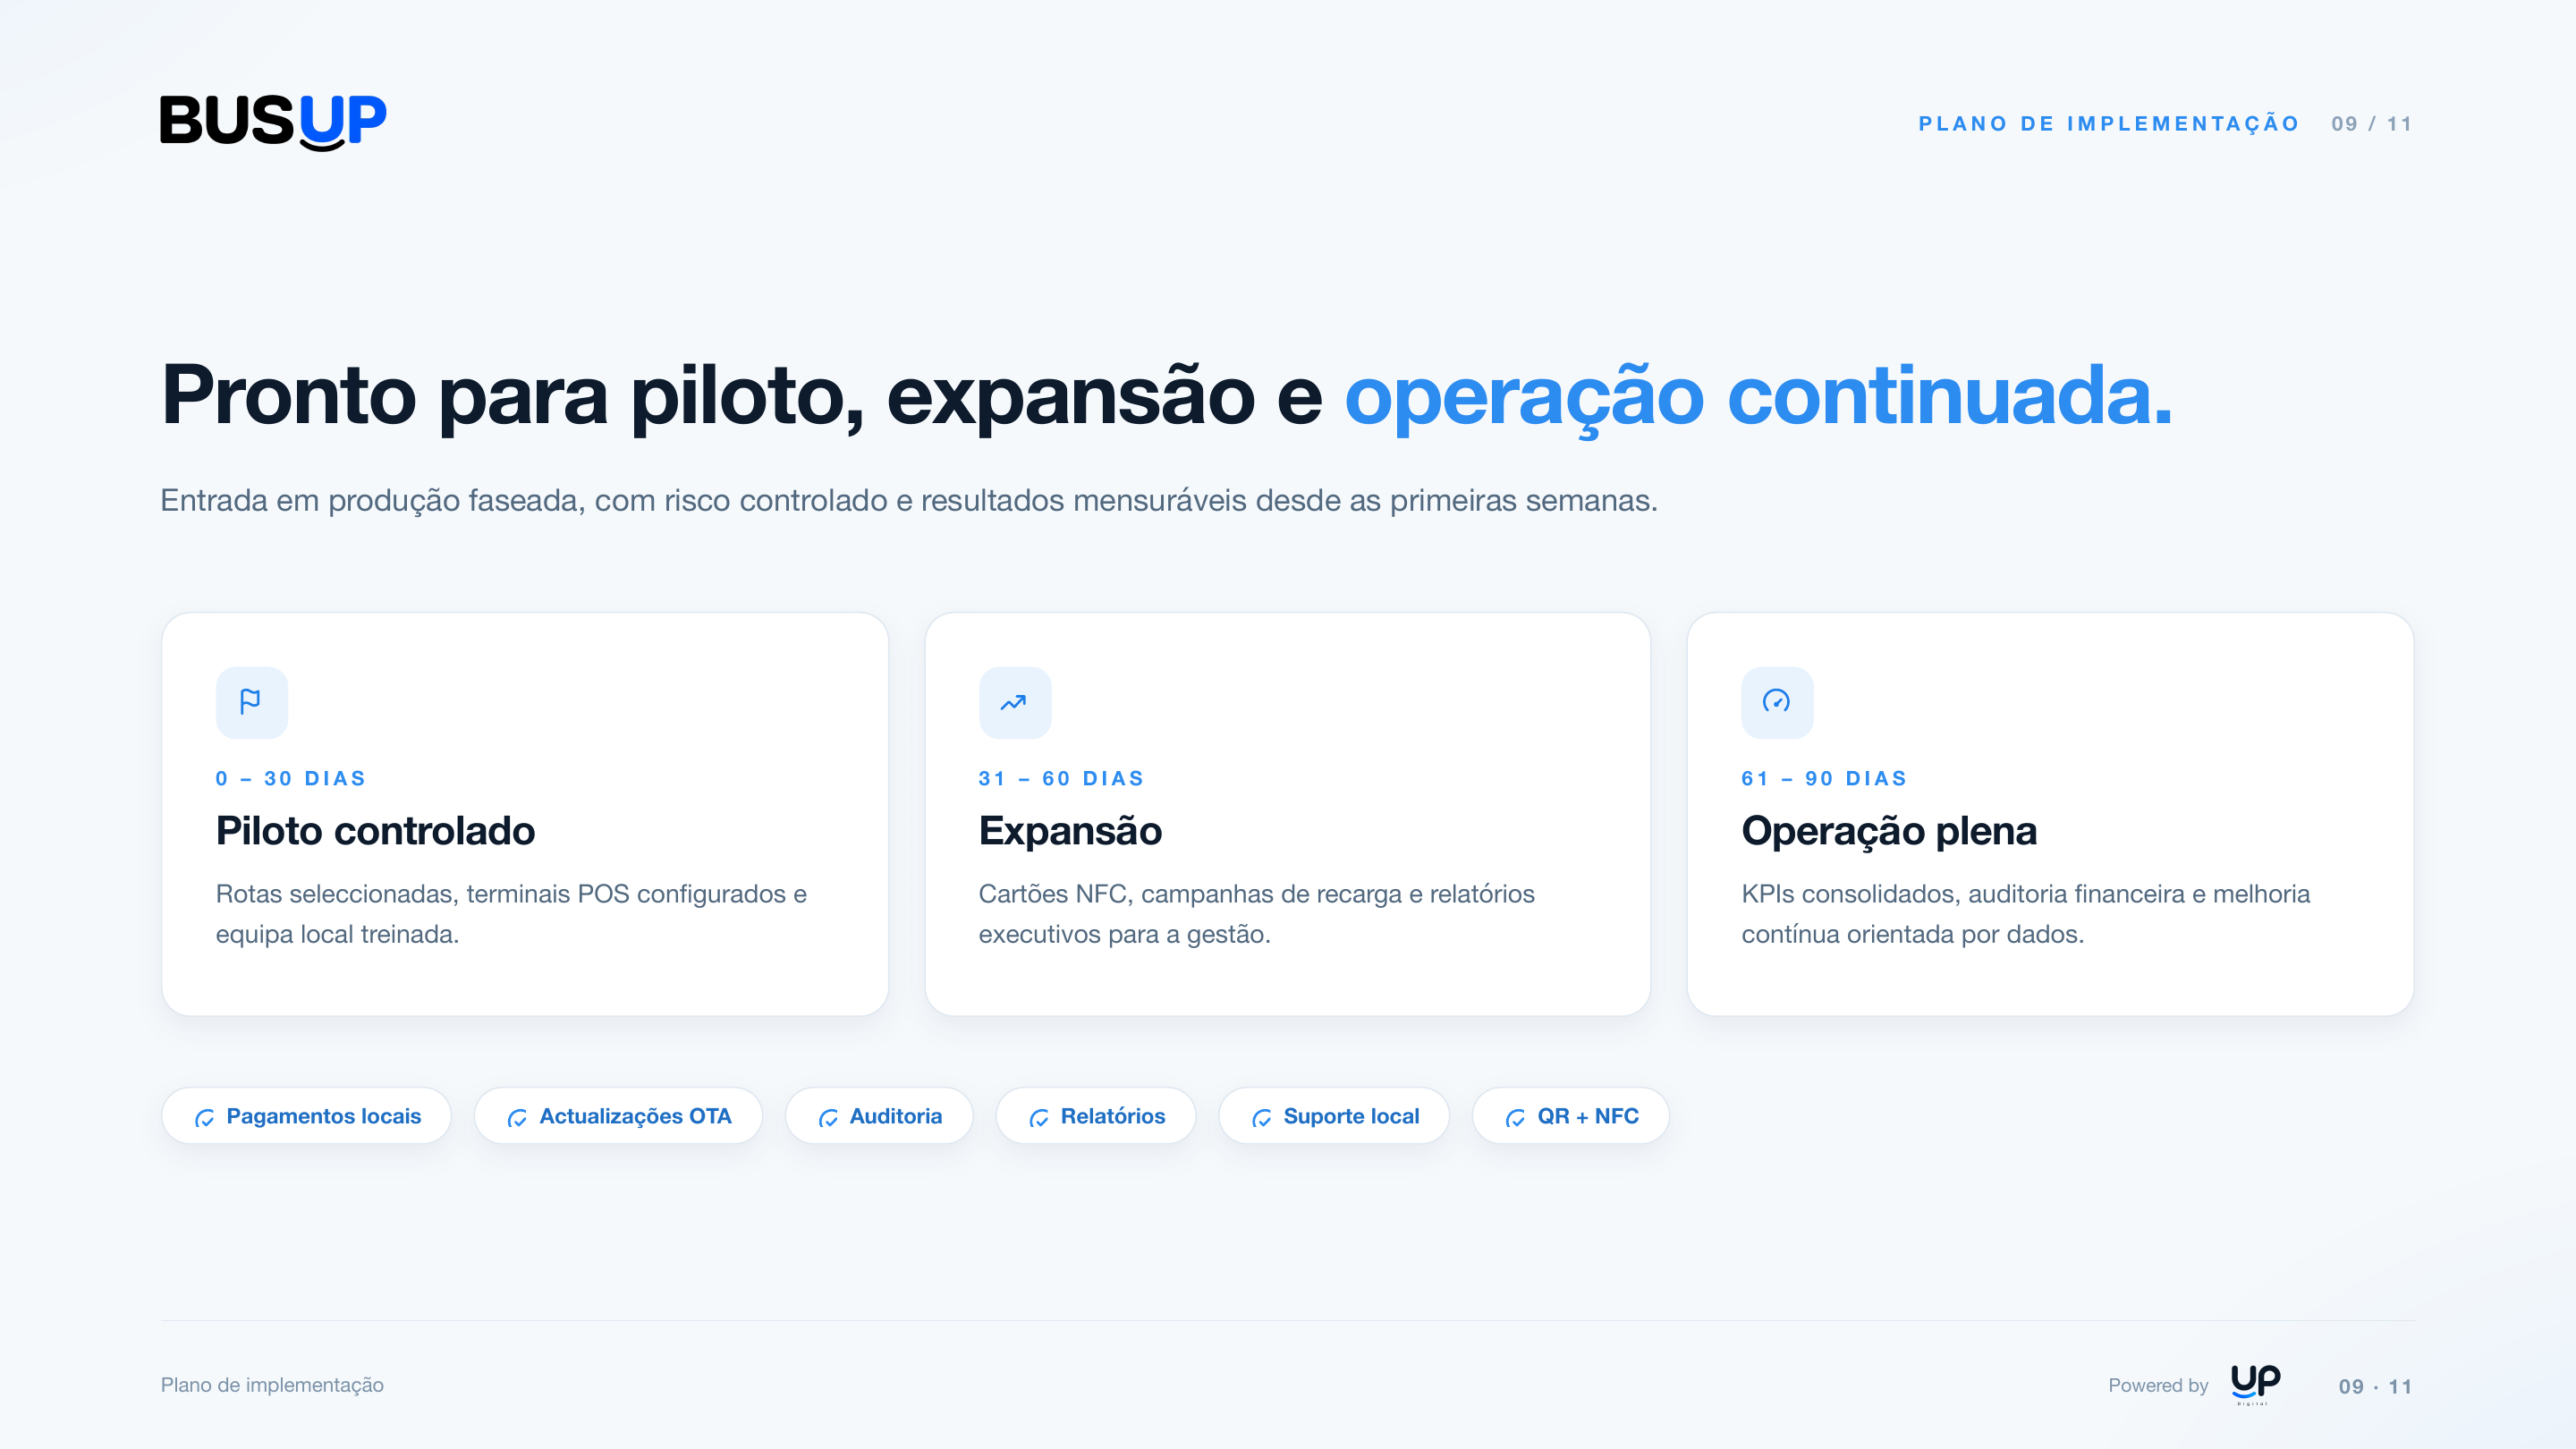 BUSUP
PLANO DE IMPLEMENTAÇÃO 09 / 11
Pronto para piloto, expansão e operação continuada.
Entrada em produção faseada, com risco controlado e resultados mensuráveis desde as primeiras semanas.
0 – 30 DIAS
Piloto controlado
Rotas seleccionadas, terminais POS configurados e
equipa local treinada.
31 – 60 DIAS
Expansão
Cartões NFC, campanhas de recarga e relatórios
executivos para a gestão.
61 – 90 DIAS
Operação plena
KPIs consolidados, auditoria financeira e melhoria
contínua orientada por dados.
Pagamentos locais
Actualizações OTA
Auditoria
Relatórios
Suporte local
QR + NFC
Plano de implementação
Powered by UP
Digital
09 · 11